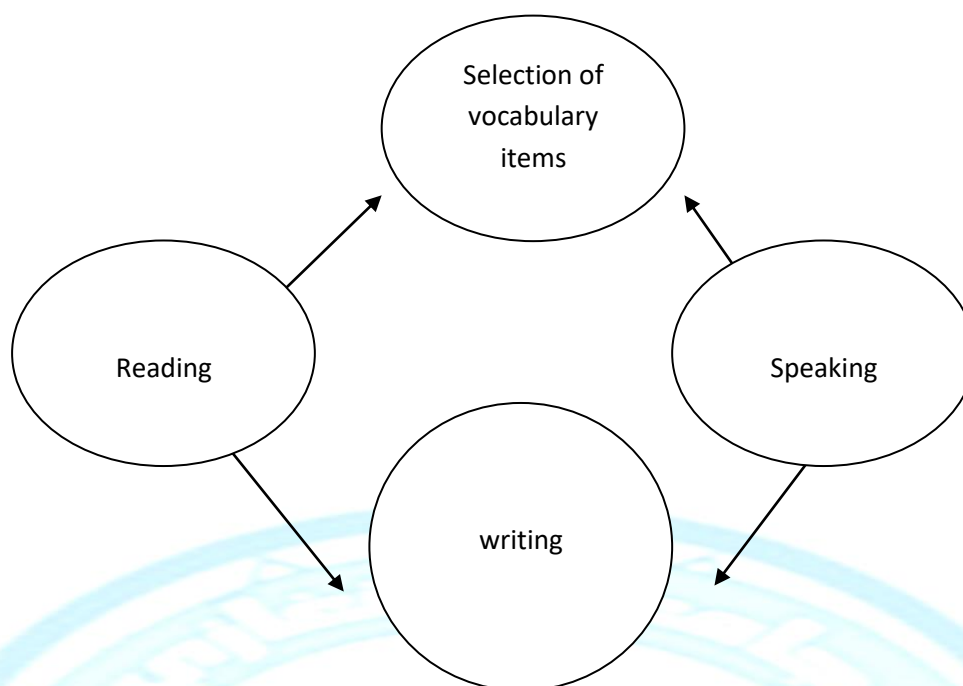 Selection of
vocabulary
items
Reading
Speaking
writing